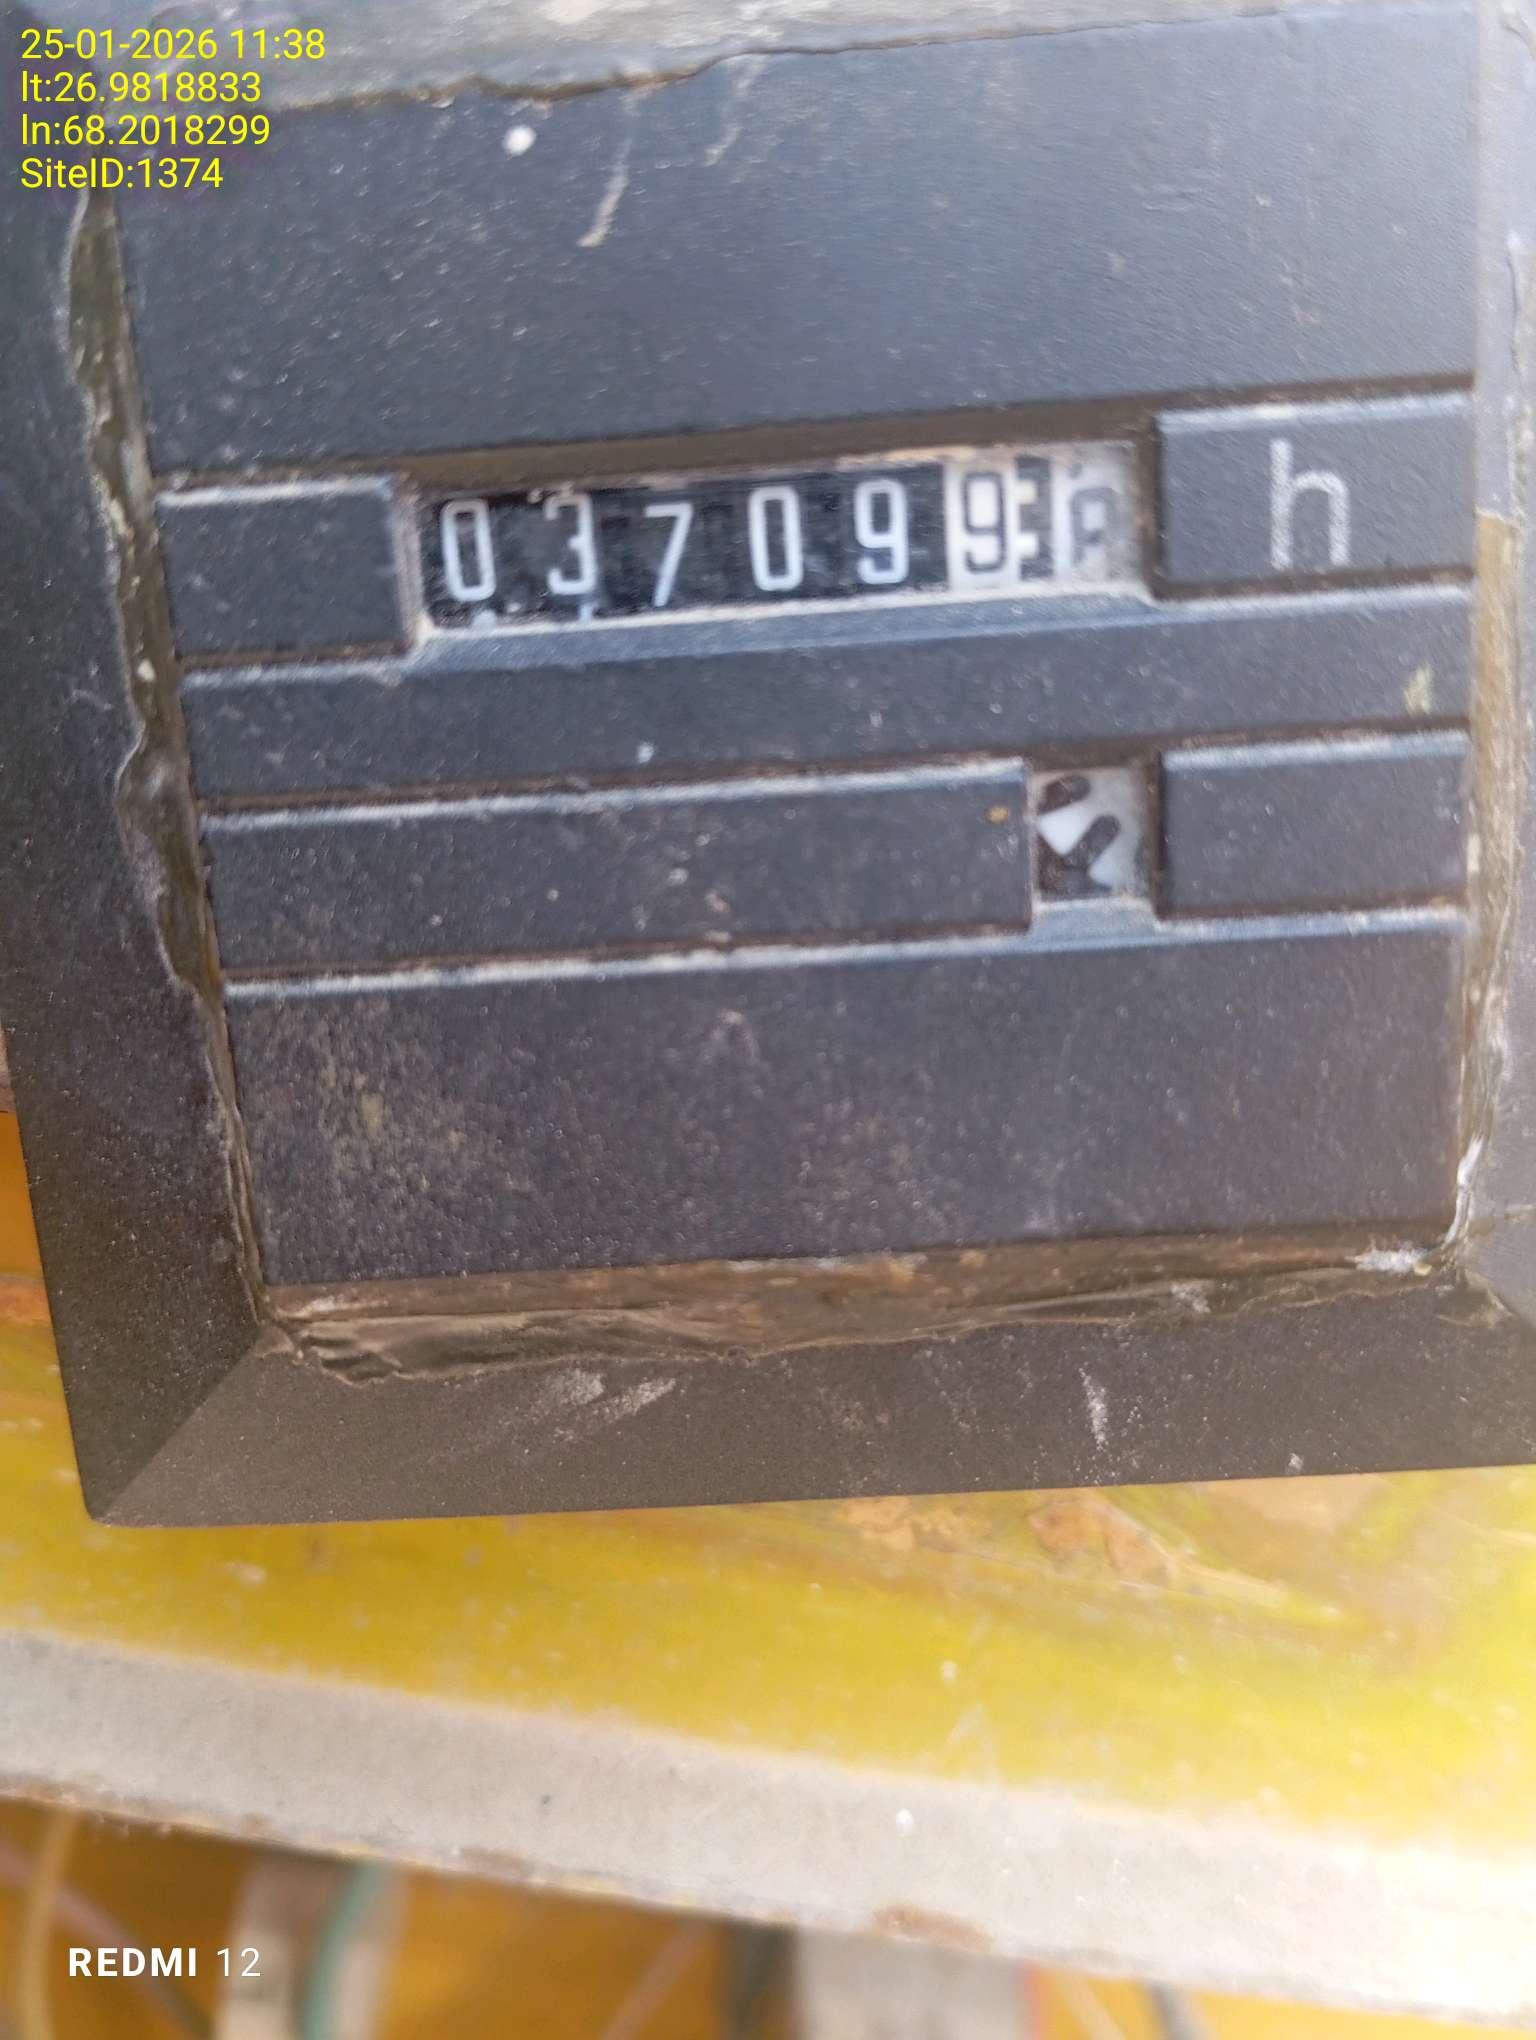 25-01-2026 11:38
lt:26.9818833
ln:68.2018299
SiteID:1374
037099 h
REDMI 12